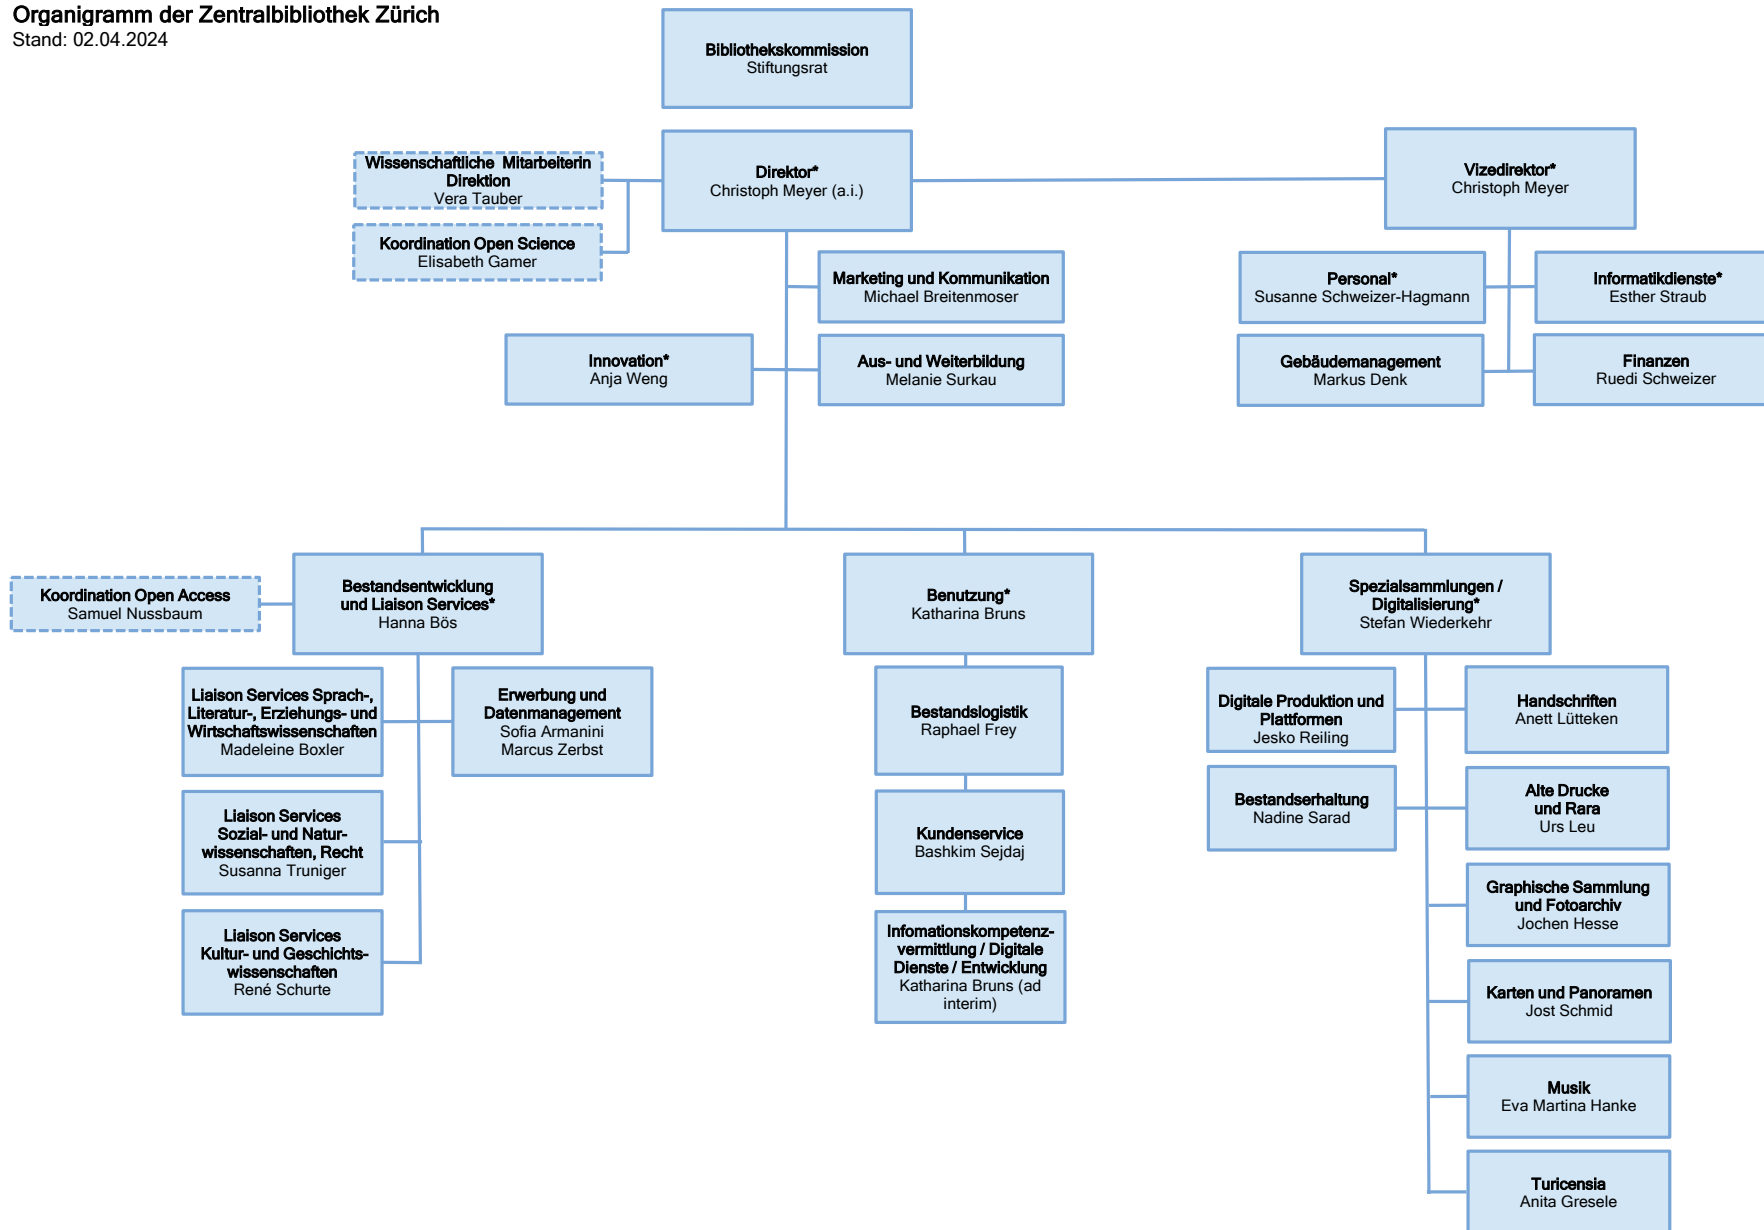 Organigramm der Zentralbibliothek Zürich
Stand: 02.04.2024
Bibliothekskommission
Stiftungsrat
Wissenschaftliche Mitarbeiterin
Direktion
Vera Tauber
Direktor*
Christoph Meyer (a.i.)
Vizedirektor*
Christoph Meyer
Koordination Open Science
Elisabeth Gamer
Marketing und Kommunikation
Michael Breitenmoser
Personal*
Susanne Schweizer-Hagmann
Informatikdienste*
Esther Straub
Innovation*
Anja Weng
Aus- und Weiterbildung
Melanie Surkau
Gebäudemanagement
Markus Denk
Finanzen
Ruedi Schweizer
Koordination Open Access
Samuel Nussbaum
Bestandsentwicklung
und Liaison Services*
Hanna Bös
Benutzung*
Katharina Bruns
Spezialsammlungen /
Digitalisierung*
Stefan Wiederkehr
Liaison Services Sprach-,
Literatur-, Erziehungs- und
Wirtschaftswissenschaften
Madeleine Boxler
Erwerbung und
Datenmanagement
Sofia Armanini
Marcus Zerbst
Liaison Services
Sozial- und Natur-
wissenschaften, Recht
Susanna Truniger
Liaison Services
Kultur- und Geschichts-
wissenschaften
René Schurte
Bestandslogistik
Raphael Frey
Kundenservice
Bashkim Sejdaj
Infomationskompetenz-
vermittlung / Digitale
Dienste / Entwicklung
Katharina Bruns (ad
interim)
Digitale Produktion und
Plattformen
Jesko Reiling
Handschriften
Anett Lütteken
Bestandserhaltung
Nadine Sarad
Alte Drucke
und Rara
Urs Leu
Graphische Sammlung
und Fotoarchiv
Jochen Hesse
Karten und Panoramen
Jost Schmid
Musik
Eva Martina Hanke
Turicensia
Anita Gresele